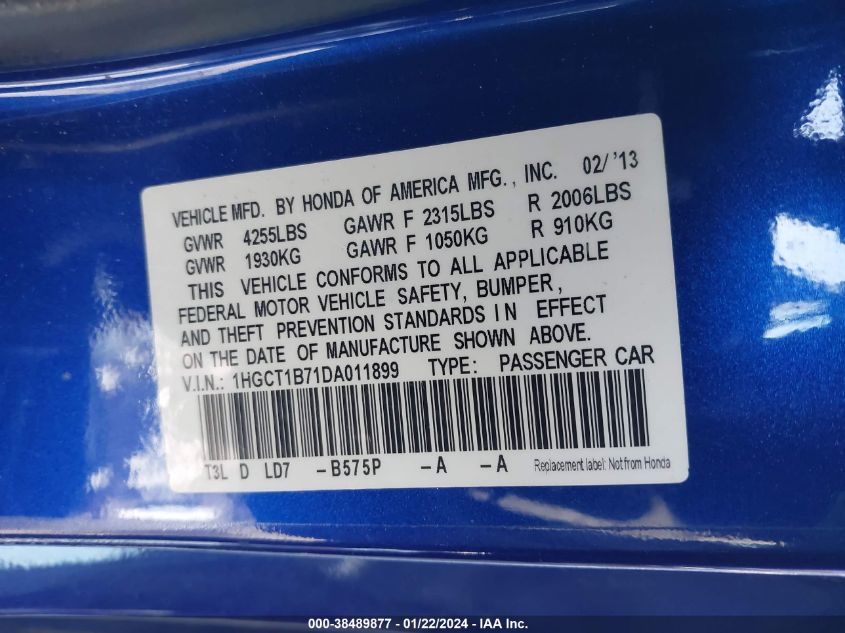 VEHICLE MFD. BY HONDA OF AMERICA MFG., INC. 02/'13
GVWR 4255LBS GAWR F 2315LBS R 2006LBS
GVWR 1930KG GAWR F 1050KG R 910KG
THIS VEHICLE CONFORMS TO ALL APPLICABLE
FEDERAL MOTOR VEHICLE SAFETY, BUMPER,
AND THEFT PREVENTION STANDARDS IN EFFECT
ON THE DATE OF MANUFACTURE SHOWN ABOVE.
V.I.N.: 1HGCT1B71DA011899 TYPE: PASSENGER CAR
T3L D LD7 -B575P -A -A Replacement label: Not from Honda
000-38489877 - 01/22/2024 - IAA Inc.